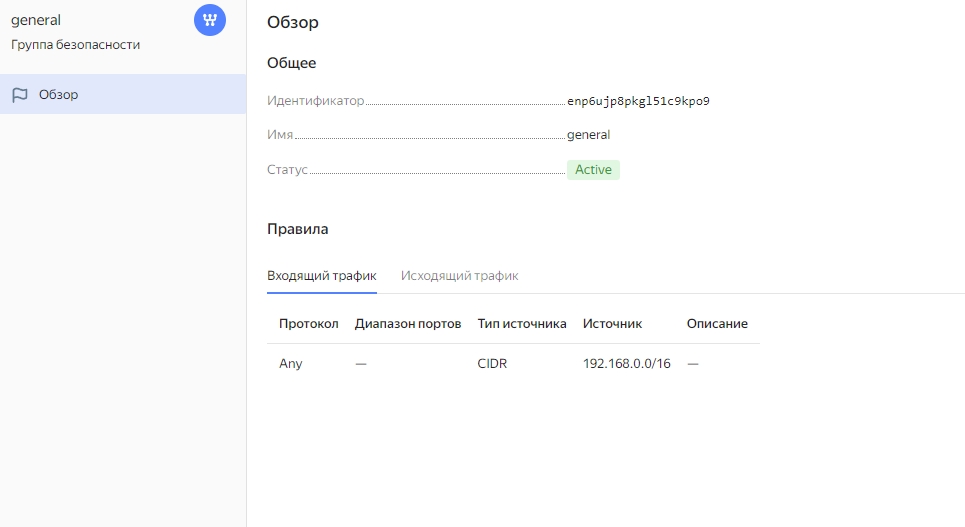 general
Группа безопасности
Обзор
Обзор
Общее
Идентификатор enp6ujp8pkgl51c9kpo9
Имя general
Статус Active
Правила
Входящий трафик Исходящий трафик
Протокол Диапазон портов Тип источника Источник Описание
Any — CIDR 192.168.0.0/16 —